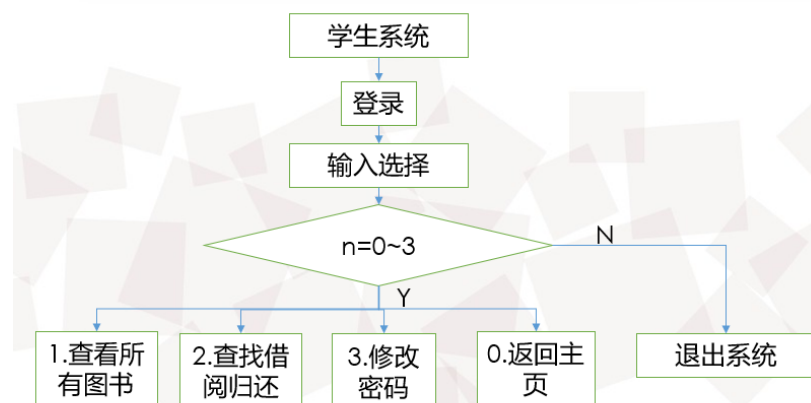 学生系统
登录
输入选择
n=0~3
N
Y
1.查看所
有图书
2.查找借
阅归还
3.修改
密码
0.返回主
页
退出系统